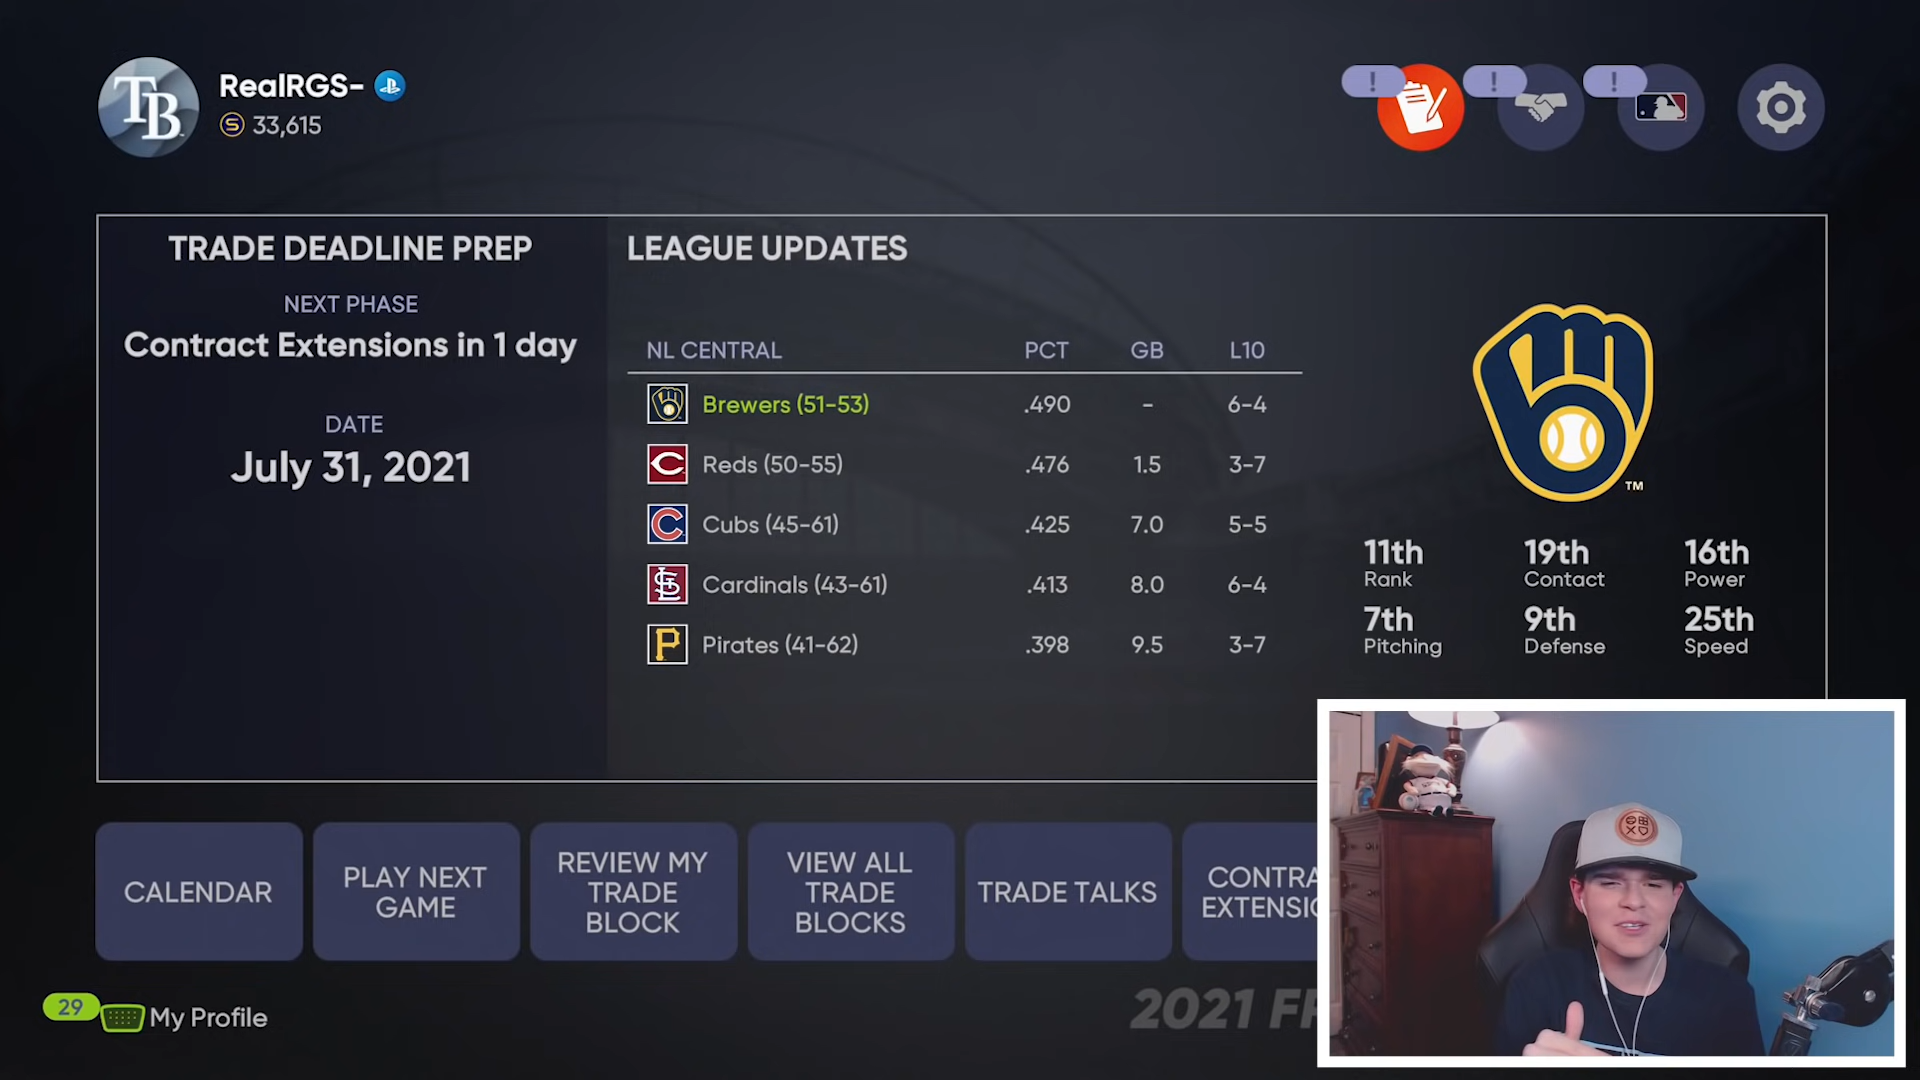 RealRGS-
33,615
! ! !
TRADE DEADLINE PREP
NEXT PHASE
Contract Extensions in 1 day
DATE
July 31, 2021
LEAGUE UPDATES
NL CENTRAL PCT GB L10
Brewers (51-53) .490 - 6-4
Reds (50-55) .476 1.5 3-7
Cubs (45-61) .425 7.0 5-5
Cardinals (43-61) .413 8.0 6-4
Pirates (41-62) .398 9.5 3-7
TM
11th Rank
19th Contact
16th Power
7th Pitching
9th Defense
25th Speed
CALENDAR
PLAY NEXT
GAME
REVIEW MY
TRADE
BLOCK
VIEW ALL
TRADE
BLOCKS
TRADE TALKS
CONTRA
EXTENSIO
29
My Profile
2021 FR